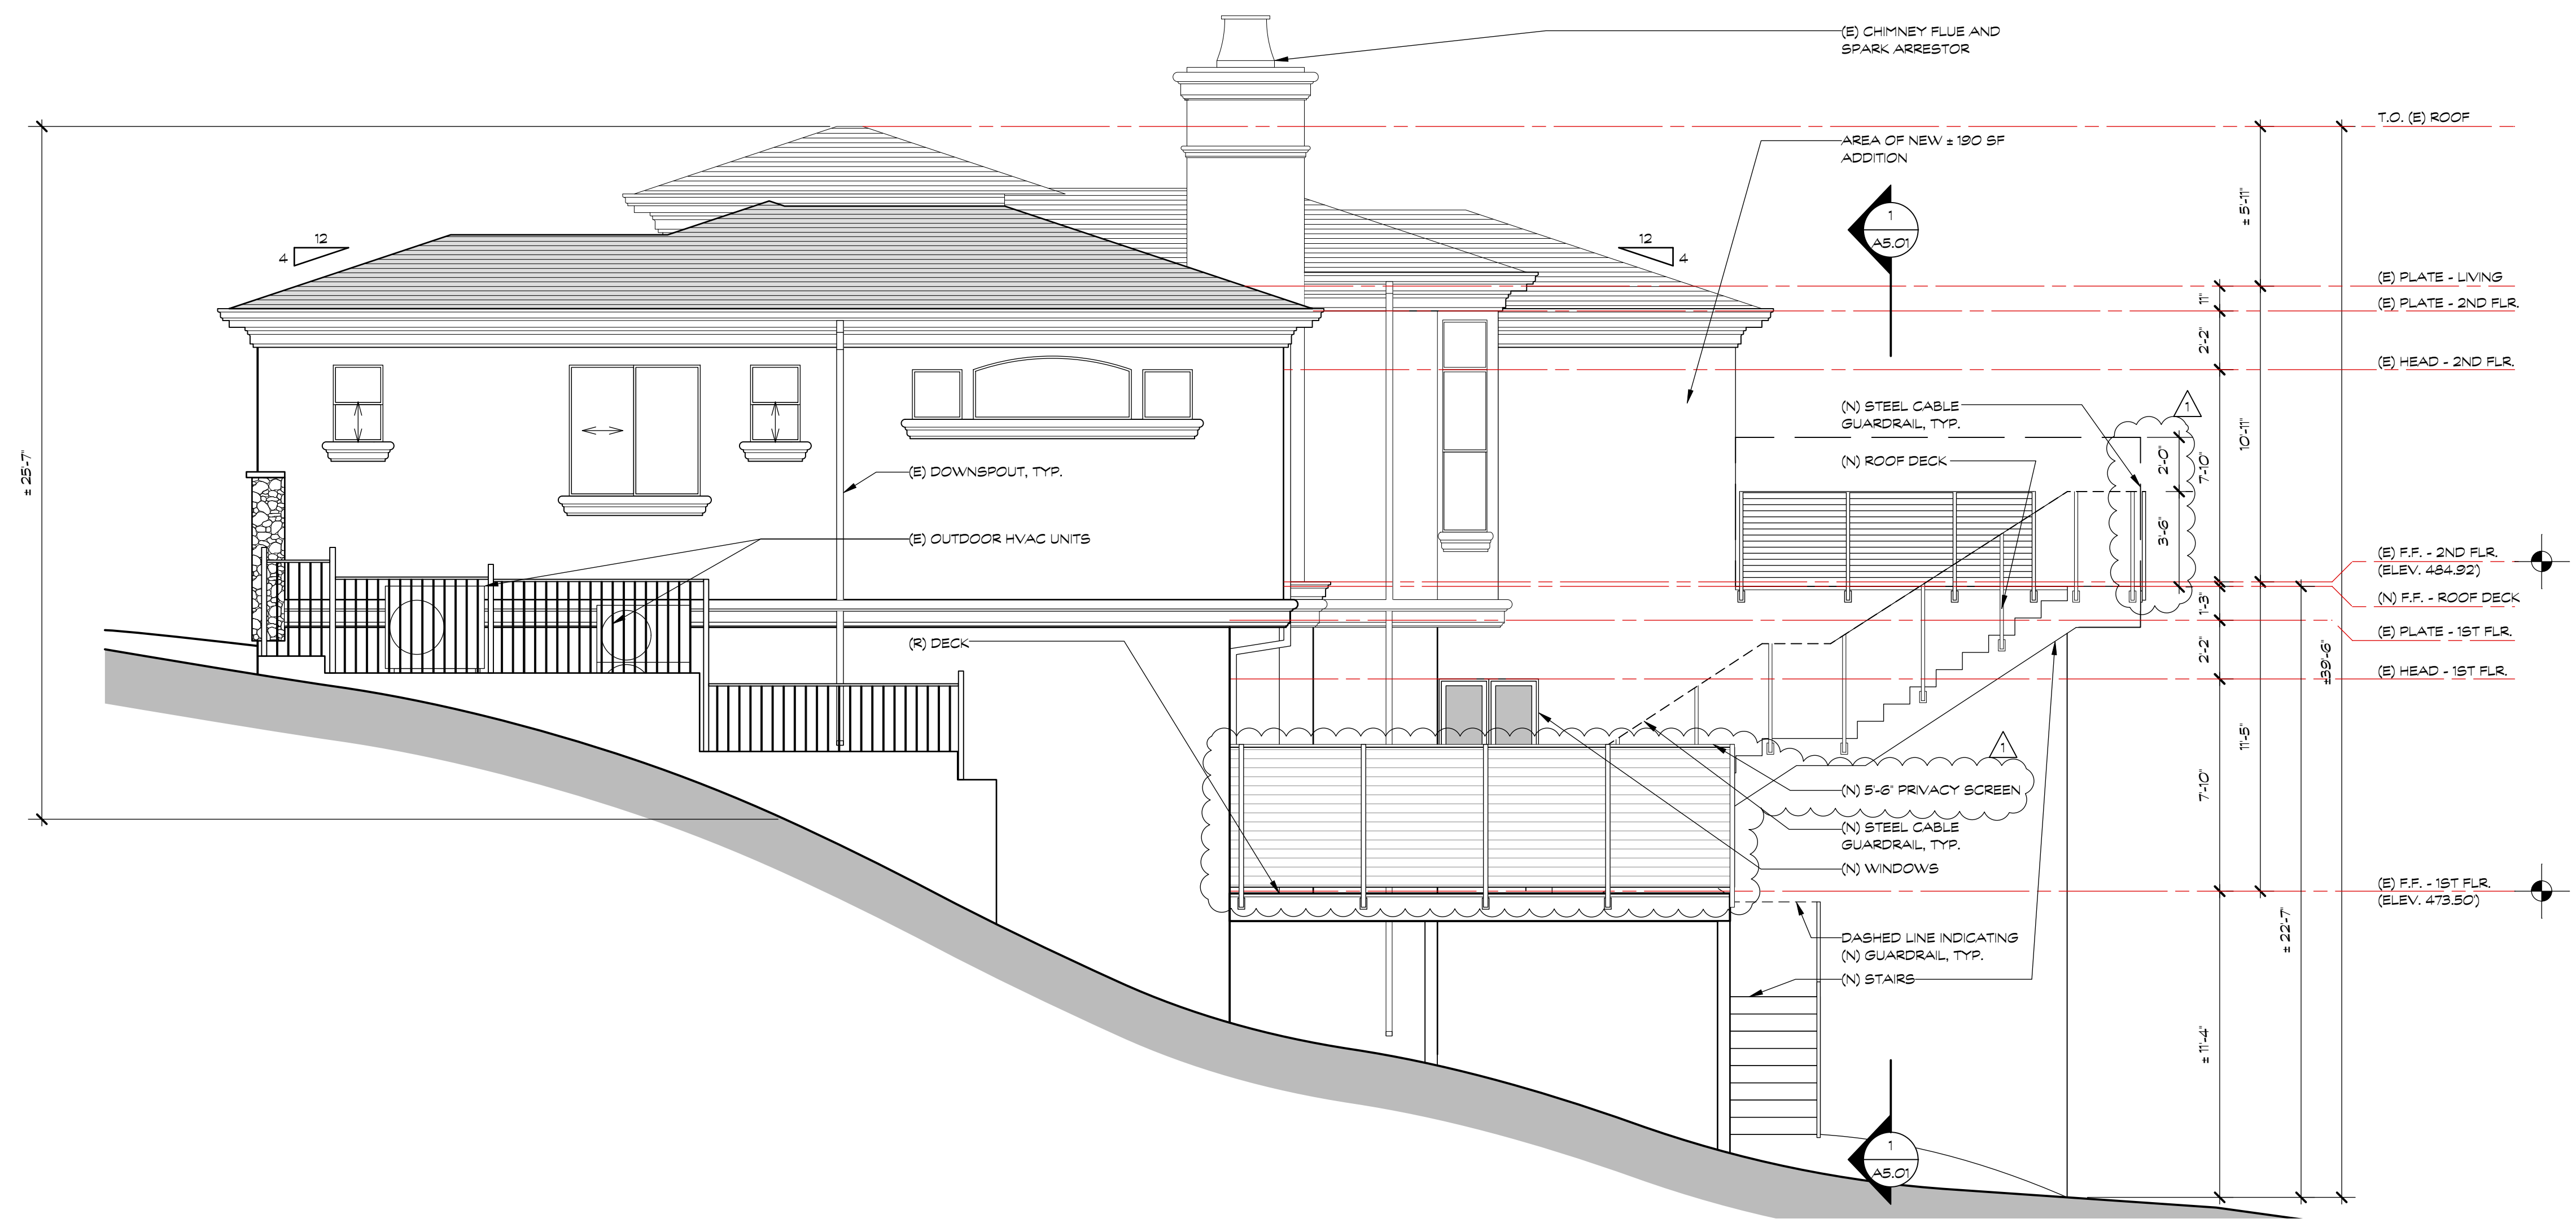 (E) CHIMNEY FLUE AND
SPARK ARRESTOR
T.O. (E) ROOF
AREA OF NEW ± 190 SF
ADDITION
1
A5.01
12
4
12
4
± 5'-11"
(E) PLATE - LIVING
11"
(E) PLATE - 2ND FLR.
2'-2"
(E) HEAD - 2ND FLR.
(N) STEEL CABLE
GUARDRAIL, TYP.
1
10'-11"
± 25'-7"
(E) DOWNSPOUT, TYP.
(N) ROOF DECK
2'-0"
7'-10"
3'-6"
(E) OUTDOOR HVAC UNITS
(E) F.F. - 2ND FLR.
(ELEV. 484.92')
(N) F.F. - ROOF DECK
1'-3"
(E) PLATE - 1ST FLR.
(R) DECK
2'-2"
±39'-6"
(E) HEAD - 1ST FLR.
11'-5"
1
7'-10"
(N) 5'-6" PRIVACY SCREEN
(N) STEEL CABLE
GUARDRAIL, TYP.
(N) WINDOWS
(E) F.F. - 1ST FLR.
(ELEV. 473.50')
DASHED LINE INDICATING
(N) GUARDRAIL, TYP.
± 22'-7"
(N) STAIRS
± 11'-4"
1
A5.01